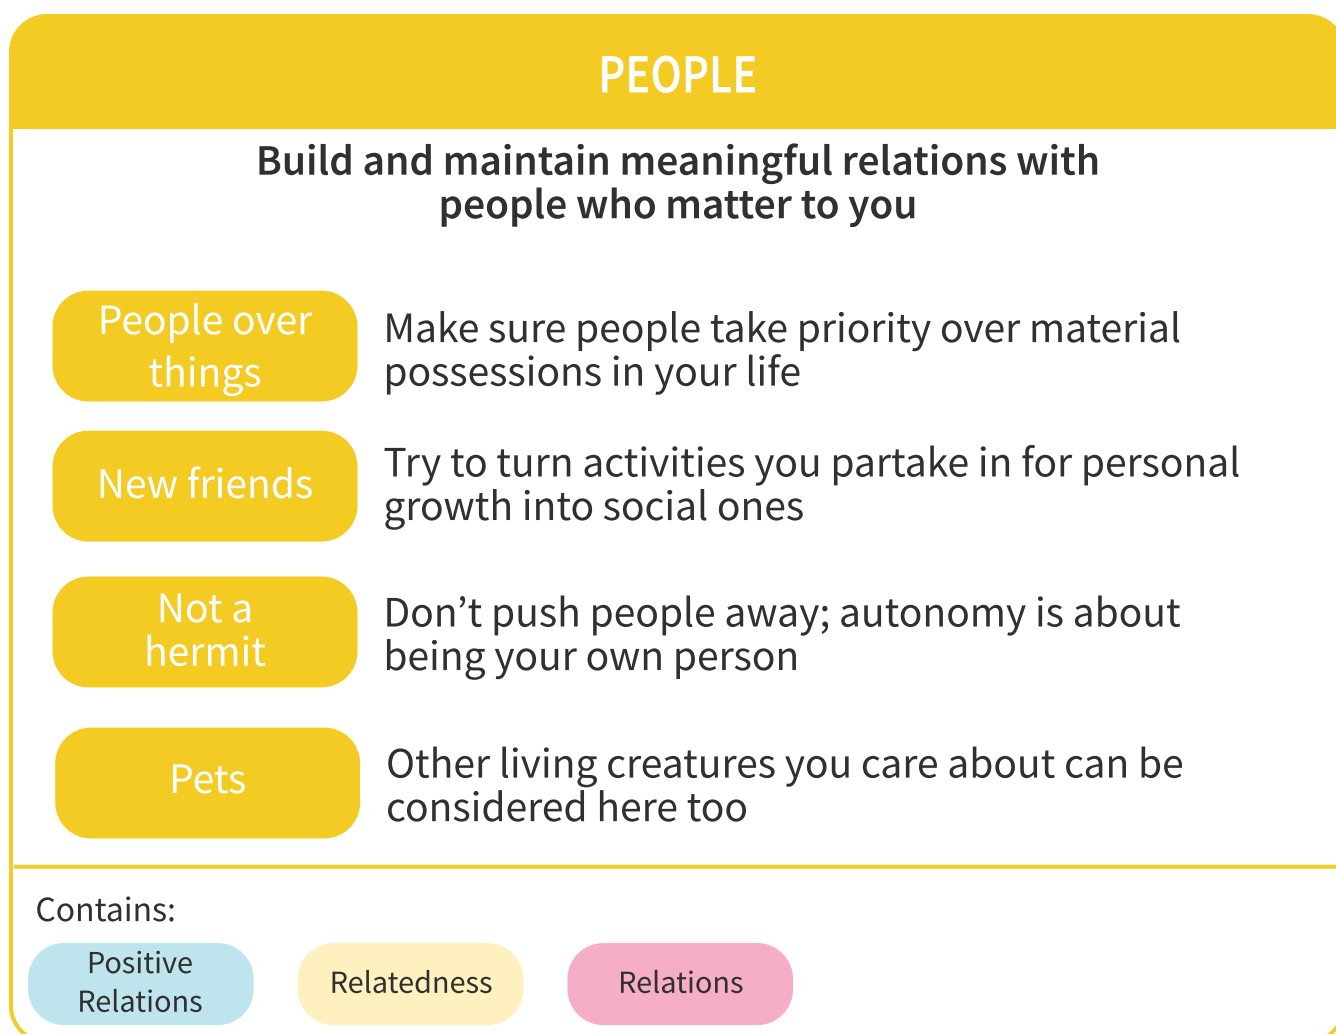 PEOPLE
Build and maintain meaningful relations with
people who matter to you
People over
things
Make sure people take priority over material
possessions in your life
New friends
Try to turn activities you partake in for personal
growth into social ones
Not a
hermit
Don’t push people away; autonomy is about
being your own person
Pets
Other living creatures you care about can be
considered here too
Contains:
Positive
Relations
Relatedness
Relations